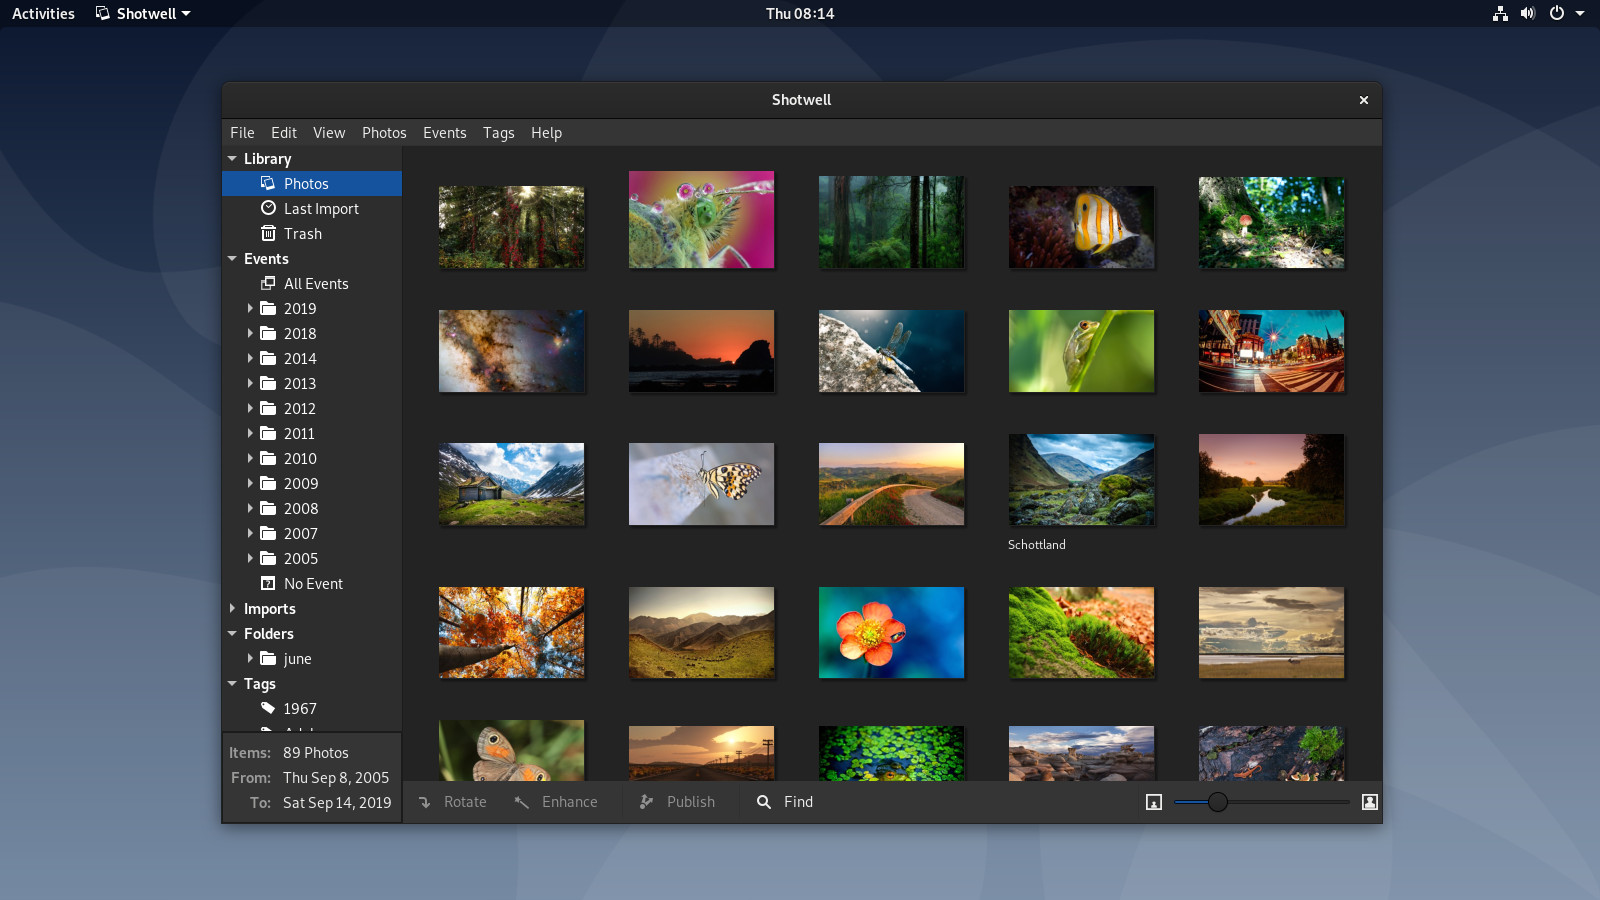 Activities
Shotwell
Thu 08:14
Shotwell
File Edit View Photos Events Tags Help
Library
Photos
Last Import
Trash
Events
All Events
2019
2018
2014
2013
2012
2011
2010
2009
2008
2007
2005
No Event
Imports
Folders
june
Tags
1967
Items: 89 Photos
From: Thu Sep 8, 2005
To: Sat Sep 14, 2019
Schottland
Rotate Enhance Publish Find